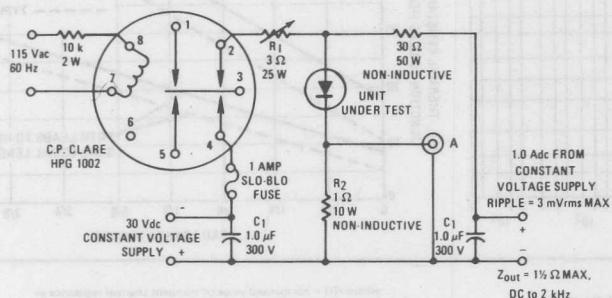 115 Vac
60 Hz
10 k
2 W
8
7
6
5
1
2
3
4
C.P. CLARE
HPG 1002
R1
3 Ω
25 W
30 Ω
50 W
NON-INDUCTIVE
UNIT
UNDER TEST
A
1 AMP
SLO-BLO
FUSE
R2
1 Ω
10 W
NON-INDUCTIVE
1.0 Adc FROM
CONSTANT
VOLTAGE SUPPLY
RIPPLE = 3 mVrms MAX
30 Vdc
CONSTANT VOLTAGE
SUPPLY
-
+
C1
1.0 μF
300 V
C1
1.0 μF
300 V
+
-
Zout = 1½ Ω MAX,
DC to 2 kHz